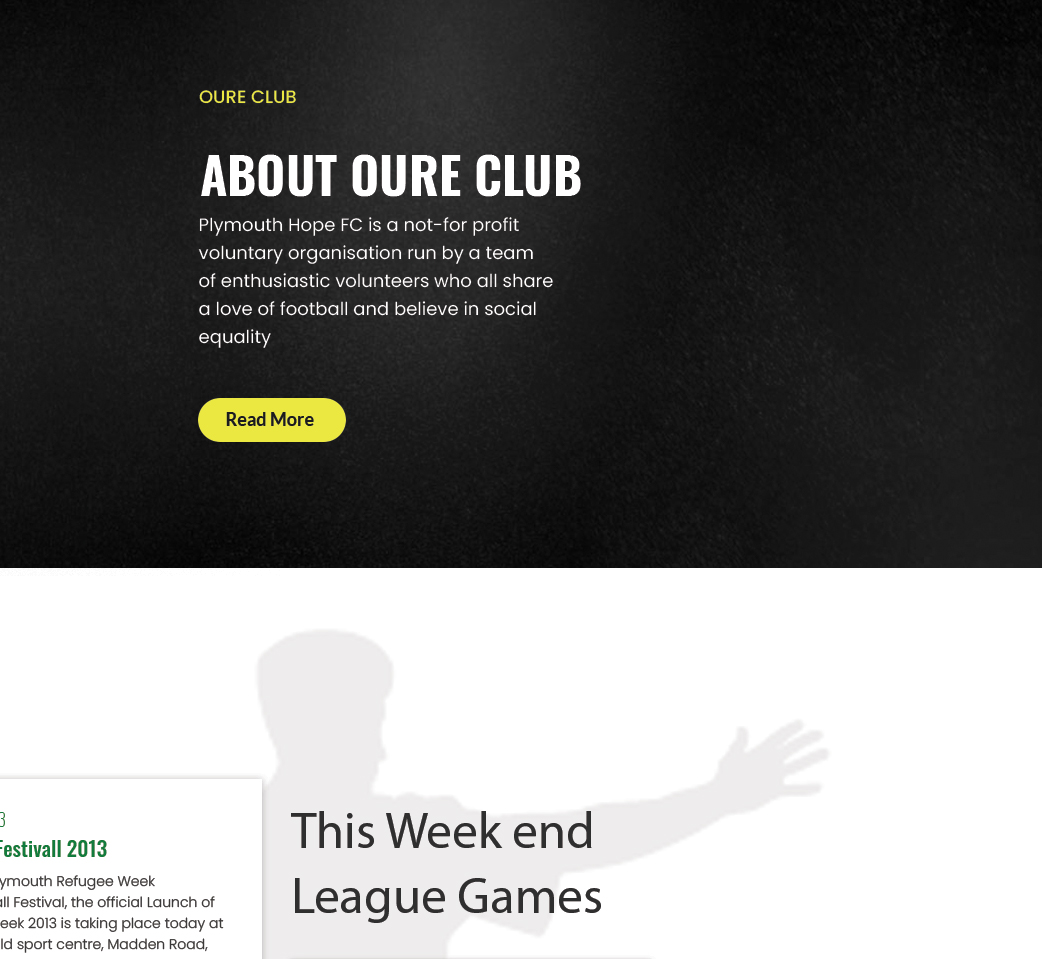 OURE CLUB
ABOUT OURE CLUB
Plymouth Hope FC is a not-for profit
voluntary organisation run by a team
of enthusiastic volunteers who all share
a love of football and believe in social
equality
Read More
3
Festivall 2013
ymouth Refugee Week
all Festival, the official Launch of
eek 2013 is taking place today at
ld sport centre, Madden Road,
This Week end
League Games